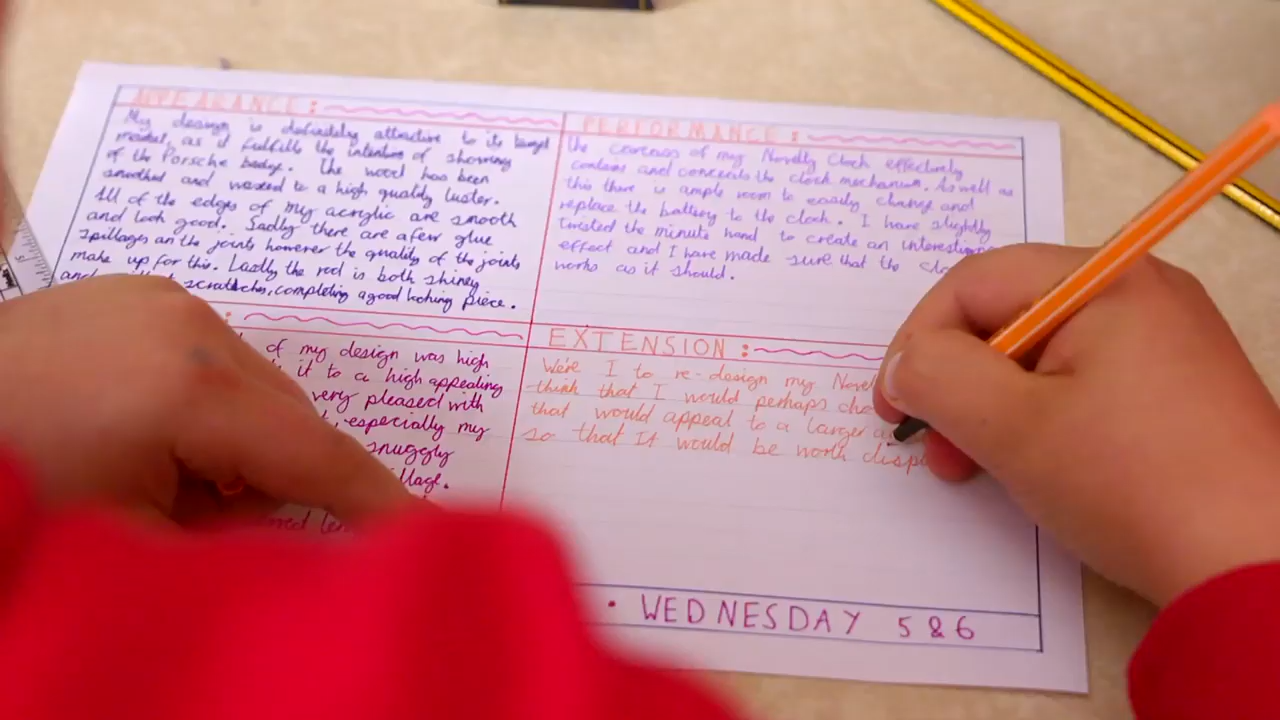 APPEARANCE:
My design is definitely attractive to its target
market, as it fulfills the intention of showing
of the Porsche badge. The wood has been
smoothed and waxed to a high quality luster.
All of the edges of my acrylic are smooth
and look good. Sadly there are a few glue
spillages on the joints however the quality of the joints
make up for this. Lastly the rod is both shiney
and
scratches, completing a good looking piece.
PERFORMANCE:
The carcass of my Novelty Clock effectively
contains and conceals the clock mechanism. As well as
this there is ample room to easily change and
replace the battery to the clock. I have slightly
twisted the minute hand to create an interesting
effect and I have made sure that the
works as it should.
:
of my design was high
it to a high appealing
very pleased with
, especially my
snuggly
EXTENSION:
Were I to re-design my
think that I would perhaps
that would appeal to a larger
so that It would be worth
• WEDNESDAY 5&6